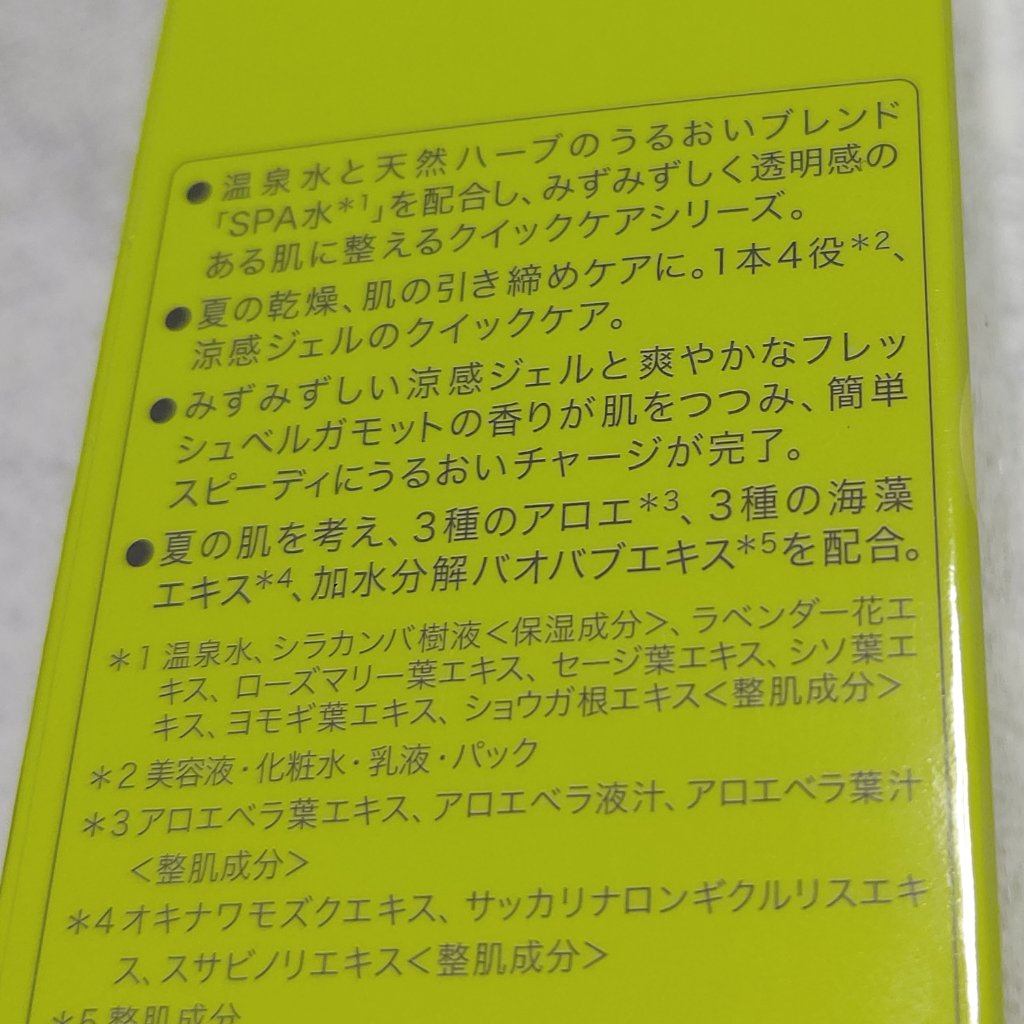 ●温泉水と天然ハーブのうるおいブレンド
「SPA水*1」を配合し、みずみずしく透明感の
ある肌に整えるクイックケアシリーズ。
●夏の乾燥、肌の引き締めケアに。1本4役*2、
涼感ジェルのクイックケア。
●みずみずしい涼感ジェルと爽やかなフレッ
シュベルガモットの香りが肌をつつみ、簡単
スピーディにうるおいチャージが完了。
●夏の肌を考え、3種のアロエ*3、3種の海藻
エキス*4、加水分解バオバブエキス*5を配合。
*1 温泉水、シラカンバ樹液<保湿成分>、ラベンダー花エ
キス、ローズマリー葉エキス、セージ葉エキス、シソ葉エ
キス、ヨモギ葉エキス、ショウガ根エキス<整肌成分>
*2 美容液・化粧水・乳液・パック
*3 アロエベラ葉エキス、アロエベラ液汁、アロエベラ葉汁
<整肌成分>
*4 オキナワモズクエキス、サッカリナロンギクルリスエキ
ス、スサビノリエキス<整肌成分>
*5 整肌成分